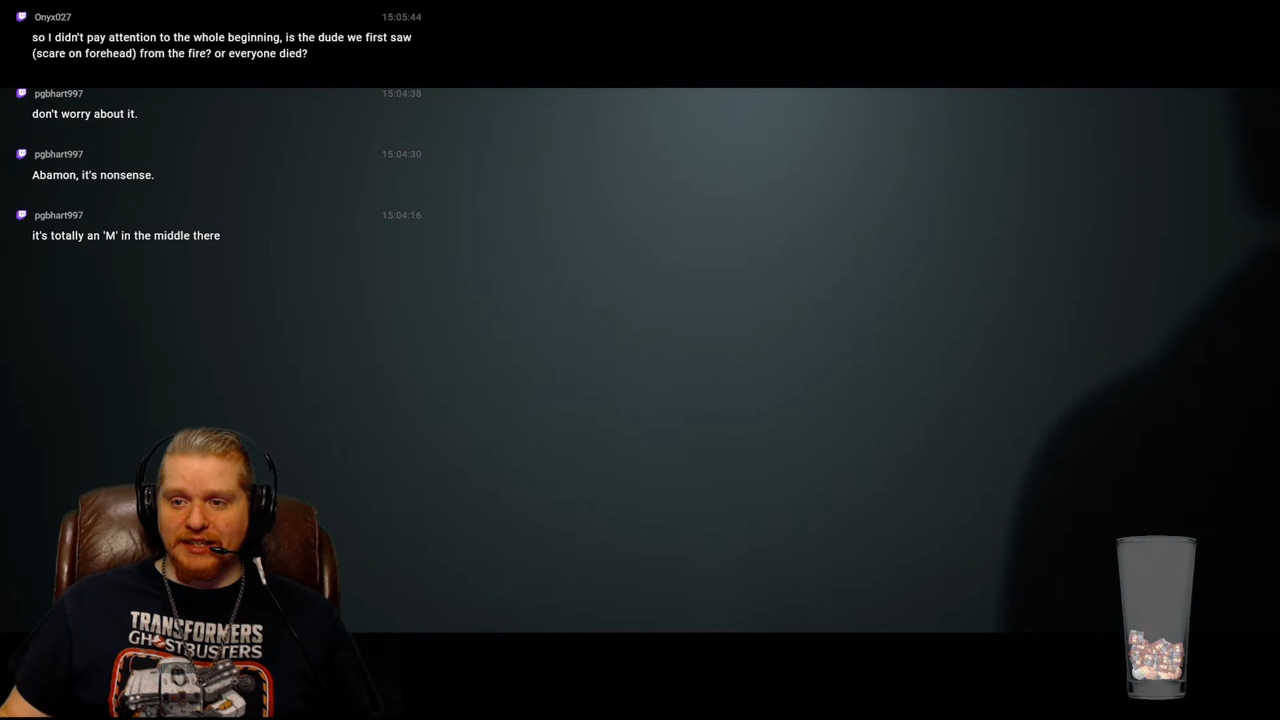 Onyx027 15:05:44
so I didn't pay attention to the whole beginning, is the dude we first saw
(scare on forehead) from the fire? or everyone died?
pgbhart997 15:04:38
don't worry about it.
pgbhart997 15:04:30
Abamon, it's nonsense.
pgbhart997 15:04:16
it's totally an 'M' in the middle there
TRANSFORMERS
GHOSTBUSTERS